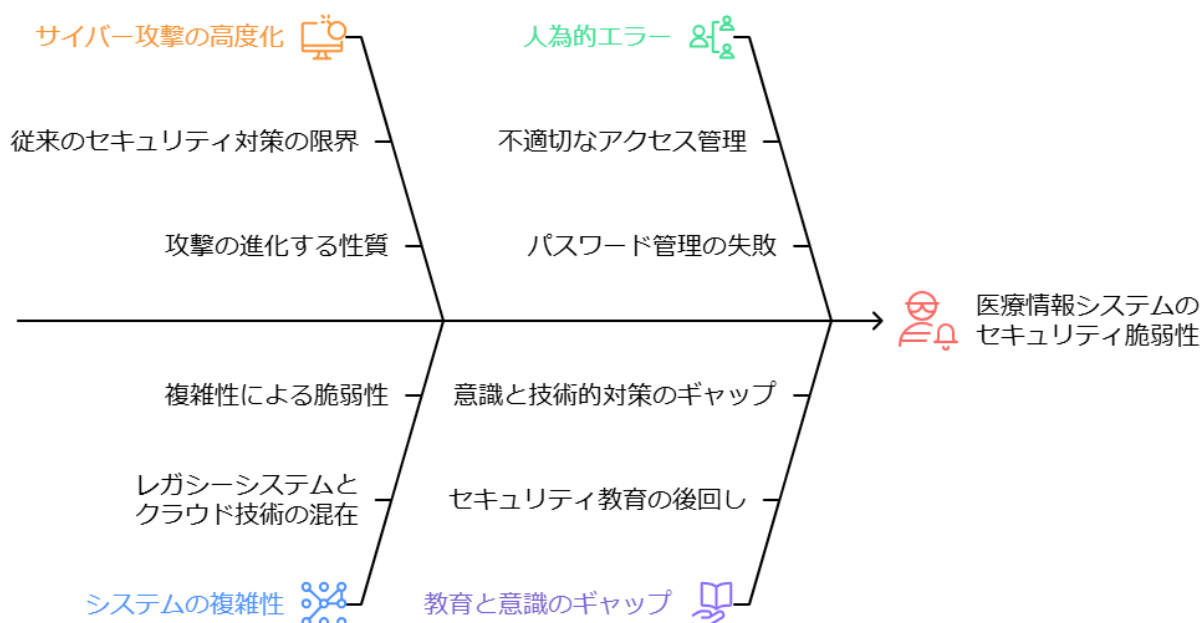 サイバー攻撃の高度化
人為的エラー
従来のセキュリティ対策の限界
不適切なアクセス管理
攻撃の進化する性質
パスワード管理の失敗
医療情報システムの
セキュリティ脆弱性
複雑性による脆弱性
意識と技術的対策のギャップ
レガシーシステムと
クラウド技術の混在
セキュリティ教育の後回し
システムの複雑性
教育と意識のギャップ